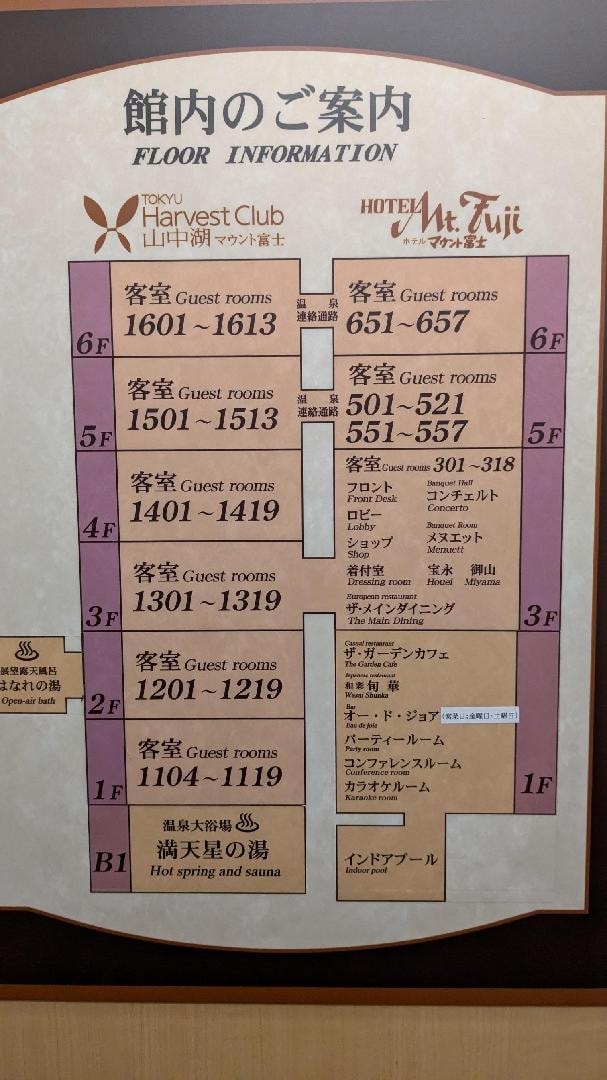 館内のご案内
FLOOR INFORMATION
TOKYU
Harvest Club
山中湖 マウント富士
HOTEL Mt. Fuji
ホテル マウント富士
6F
客室 Guest rooms
1601～1613
温泉
連絡通路
客室 Guest rooms
651～657
6F
5F
客室 Guest rooms
1501～1513
温泉
連絡通路
客室 Guest rooms
501～521
551～557
5F
4F
客室 Guest rooms
1401～1419
3F
客室 Guest rooms
1301～1319
客室 Guest rooms 301～318
フロント
Front Desk
ロビー
Lobby
ショップ
Shop
着付室
Dressing room
Banquet Hall
コンチェルト
Concerto
Banquet Room
メヌエット
Menuett
宝永 御山
Houei Miyama
European restaurant
ザ・メインダイニング
The Main Dining
3F
展望露天風呂
はなれの湯
Open-air bath
2F
客室 Guest rooms
1201～1219
1F
客室 Guest rooms
1104～1119
Casual restaurant
ザ・ガーデンカフェ
The Garden Cafe
Japanese restaurant
和彩 旬華
Wasai Shunka
Bar
オー・ド・ジョア (営業日:金曜日・土曜日)
Eau de joie
パーティールーム
Party room
コンファレンスルーム
Conference room
カラオケルーム
Karaoke room
1F
B1
温泉大浴場
満天星の湯
Hot spring and sauna
インドアプール
Indoor pool